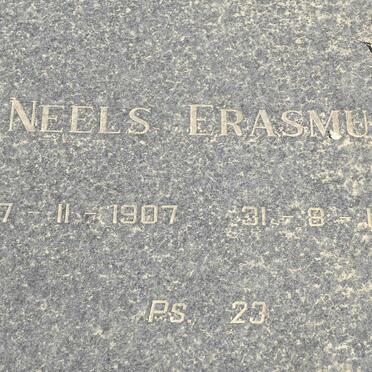 NEELS ERASMU
7 - 11 - 1907 31 - 8 - 1
Ps. 23